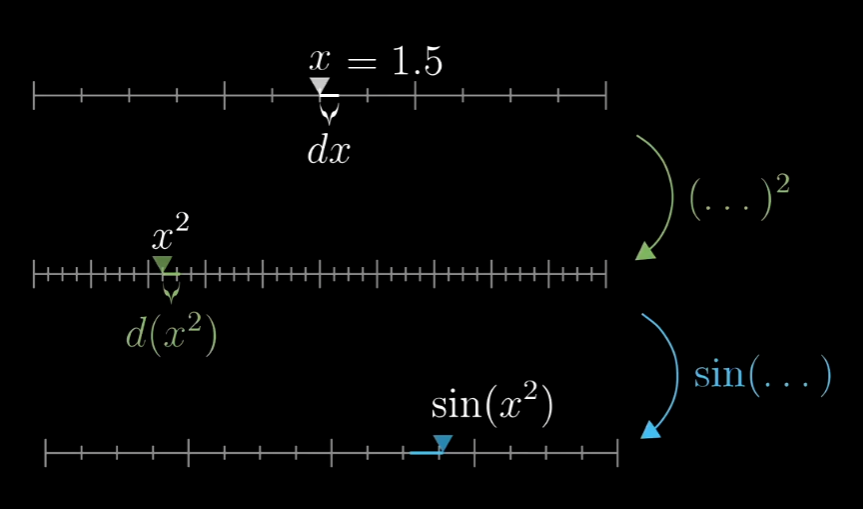 x = 1.5
dx
(...)²
x²
d(x²)
sin(...)
sin(x²)